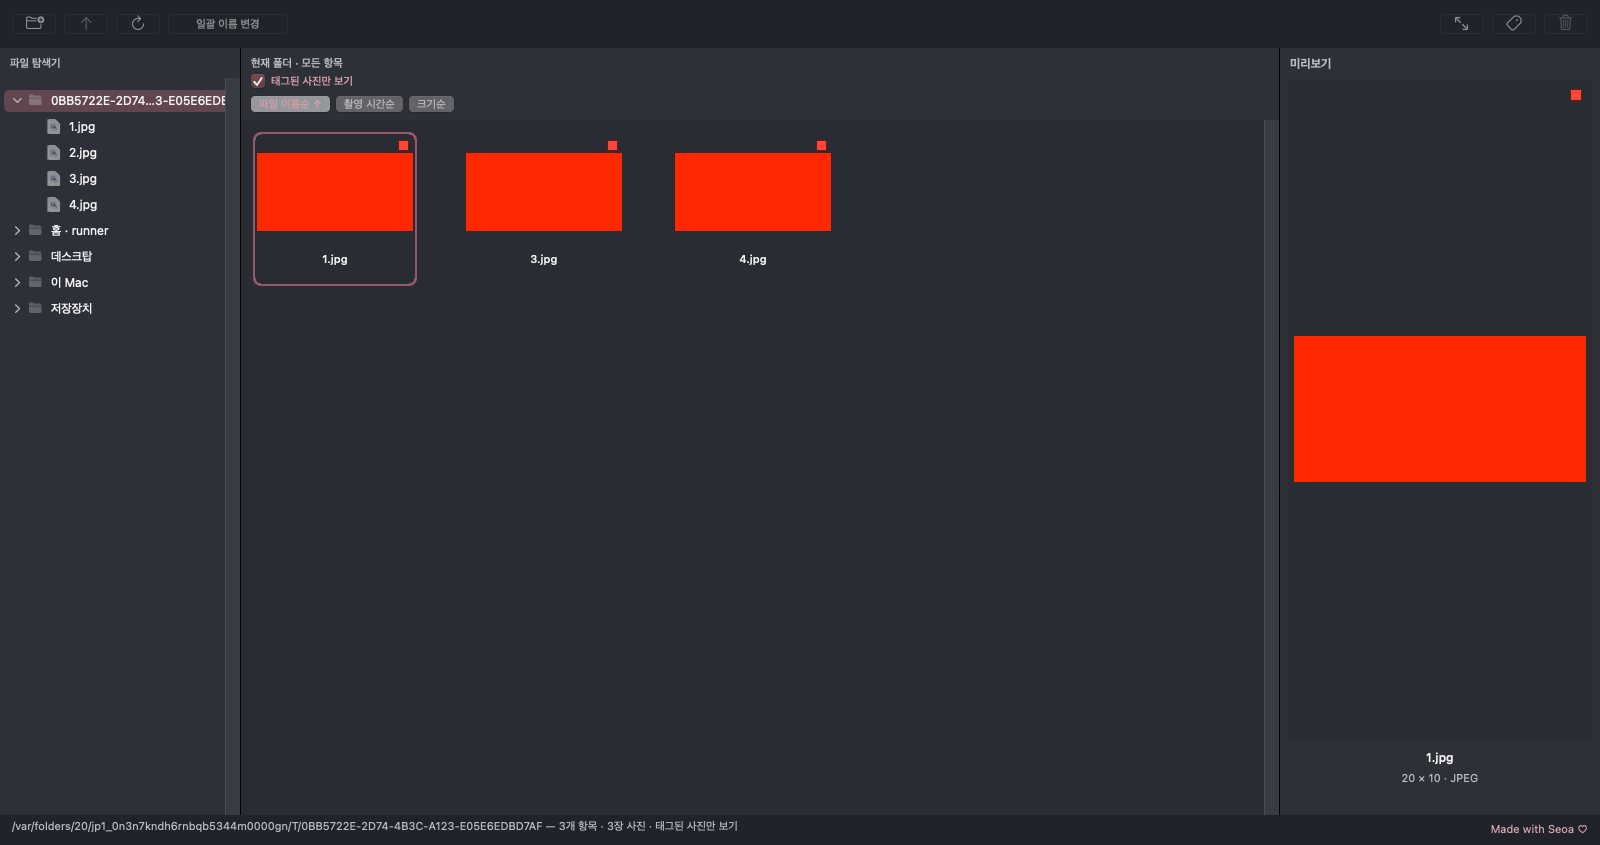 일괄 이름 변경
파일 탐색기
0BB5722E-2D74...3-E05E6EDE
1.jpg
2.jpg
3.jpg
4.jpg
홈 · runner
데스크탑
이 Mac
저장장치
현재 폴더 · 모든 항목
태그된 사진만 보기
파일 이름순 ↑
촬영 시간순
크기순
1.jpg
3.jpg
4.jpg
미리보기
1.jpg
20 × 10 · JPEG
/var/folders/20/jp1_0n3n7kndh6rnbqb5344m0000gn/T/0BB5722E-2D74-4B3C-A123-E05E6EDBD7AF — 3개 항목 · 3장 사진 · 태그된 사진만 보기
Made with Seoa ♡